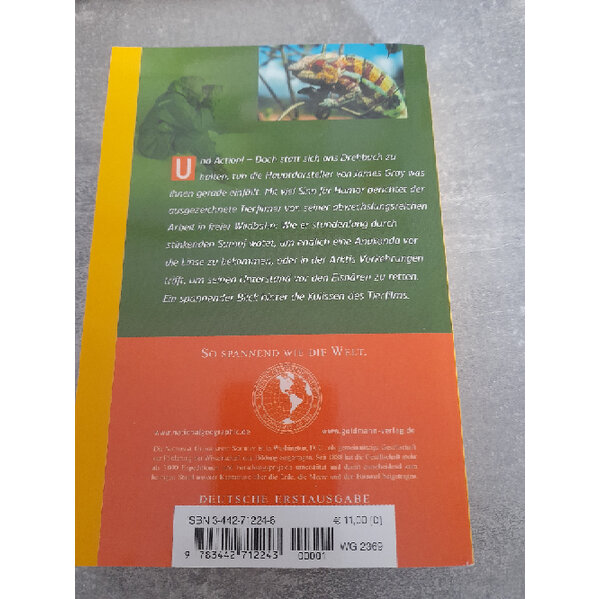 Und Action! – Doch statt sich ans Drehbuch zu
halten, tun die Hauptdarsteller von James Gray was
ihnen gerade einfällt. Mit viel Sinn für Humor berichtet der
ausgezeichnete Tierfilmer von seiner abwechslungsreichen
Arbeit in freier Wildbahn. Wie er stundenlang durch
stinkenden Sumpf watet, um endlich eine Anakonda vor
die Linse zu bekommen, oder in der Arktis Vorkehrungen
trifft, um seinen Unterstand vor den Eisbären zu retten.
Ein spannender Blick hinter die Kulissen des Tierfilms.
SO SPANNEND WIE DIE WELT.
www.nationalgeographic.de
www.goldmann-verlag.de
DEUTSCHE ERSTAUSGABE
ISBN 3-442-71224-8 € 11,00 [D]
9 783442 712243 00001 WG 2369